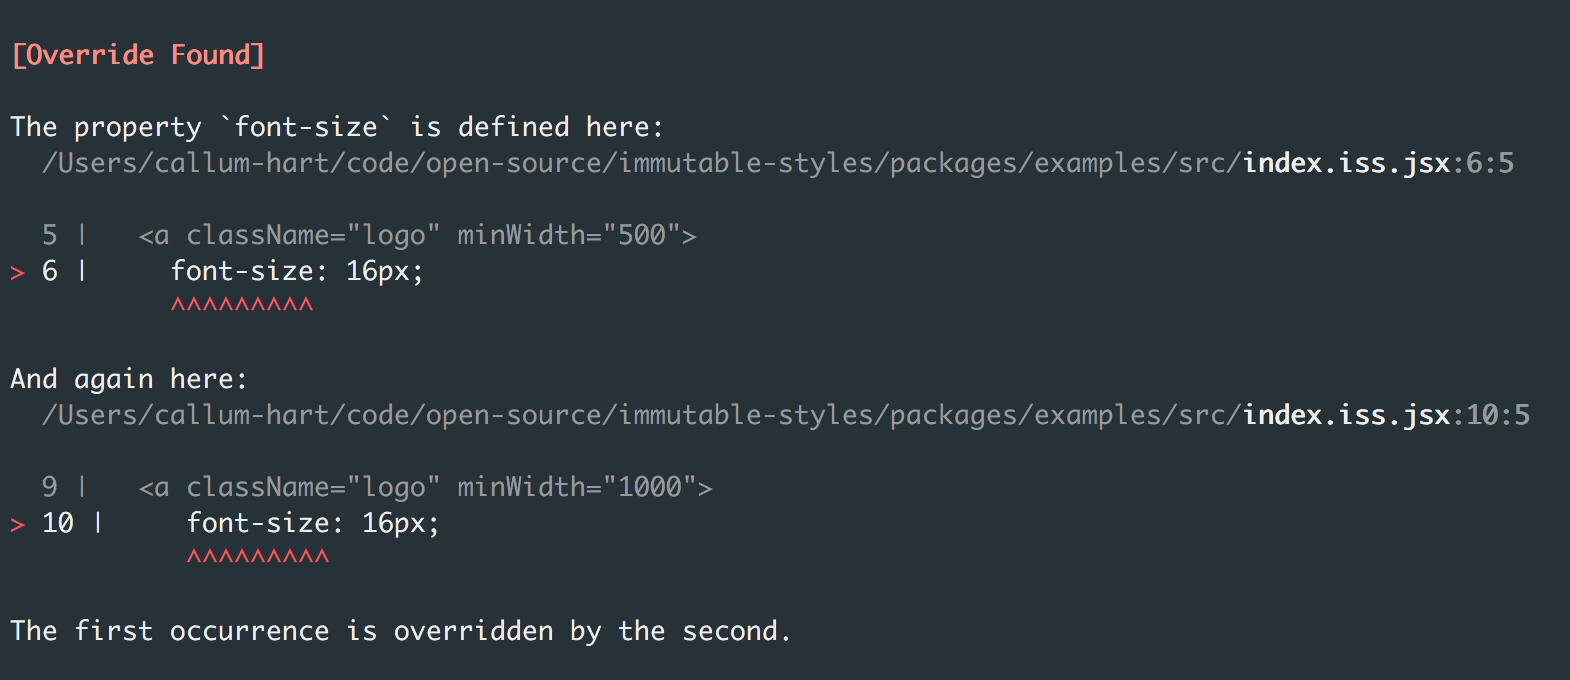 [Override Found]
The property `font-size` is defined here:
/Users/callum-hart/code/open-source/immutable-styles/packages/examples/src/index.iss.jsx:6:5
5 |   <a className="logo" minWidth="500">
> 6 |     font-size: 16px;
^^^^^^^^^
And again here:
/Users/callum-hart/code/open-source/immutable-styles/packages/examples/src/index.iss.jsx:10:5
9 |   <a className="logo" minWidth="1000">
> 10 |     font-size: 16px;
^^^^^^^^^
The first occurrence is overridden by the second.